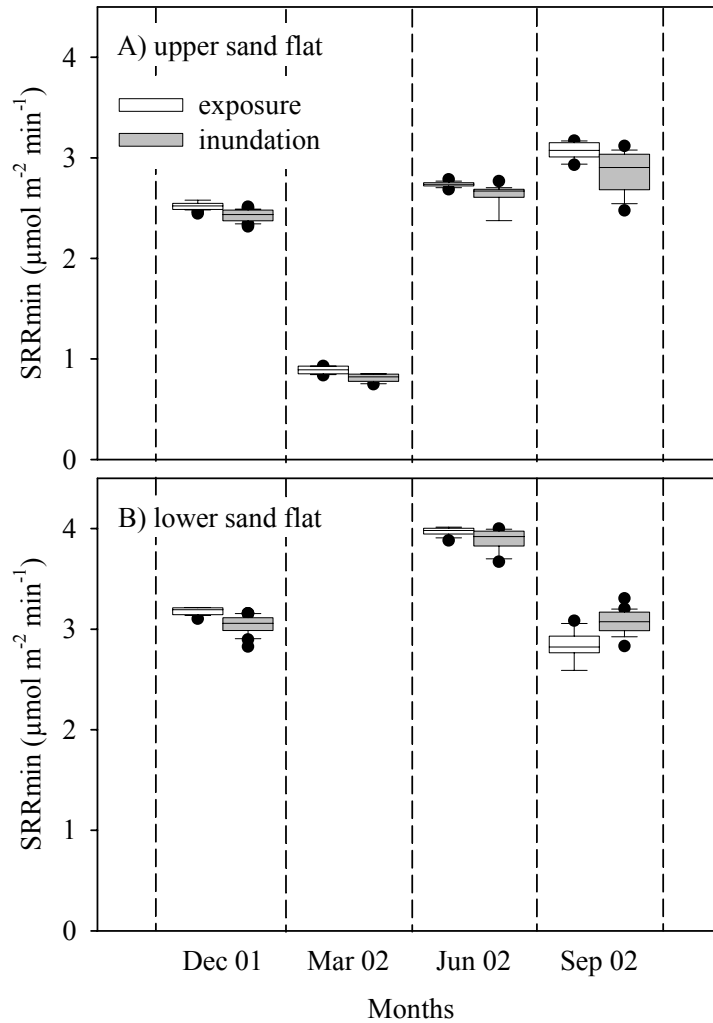 A) upper sand flat
exposure
inundation
4
3
2
1
0
SRRmin (µmol m⁻² min⁻¹)
B) lower sand flat
4
3
2
1
0
SRRmin (µmol m⁻² min⁻¹)
Dec 01 Mar 02 Jun 02 Sep 02
Months